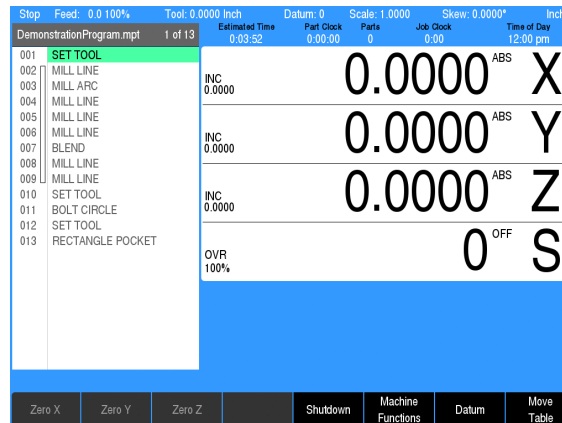 Stop Feed: 0.0 100% Tool: 0.0000 Inch Datum: 0 Scale: 1.0000 Skew: 0.0000° Inc
DemonstrationProgram.mpt 1 of 13
Estimated Time Part Clock Parts Job Clock Time of Day
0:03:52 0:00:00 0 0:00 12:00 pm
001 SET TOOL
002 MILL LINE
003 MILL ARC
004 MILL LINE
005 MILL LINE
006 MILL LINE
007 BLEND
008 MILL LINE
009 MILL LINE
010 SET TOOL
011 BOLT CIRCLE
012 SET TOOL
013 RECTANGLE POCKET
INC
0.0000
0.0000 ABS X
INC
0.0000
0.0000 ABS Y
INC
0.0000
0.0000 ABS Z
OVR
100%
0 OFF S
Zero X Zero Y Zero Z Shutdown Machine Functions Datum Move Table